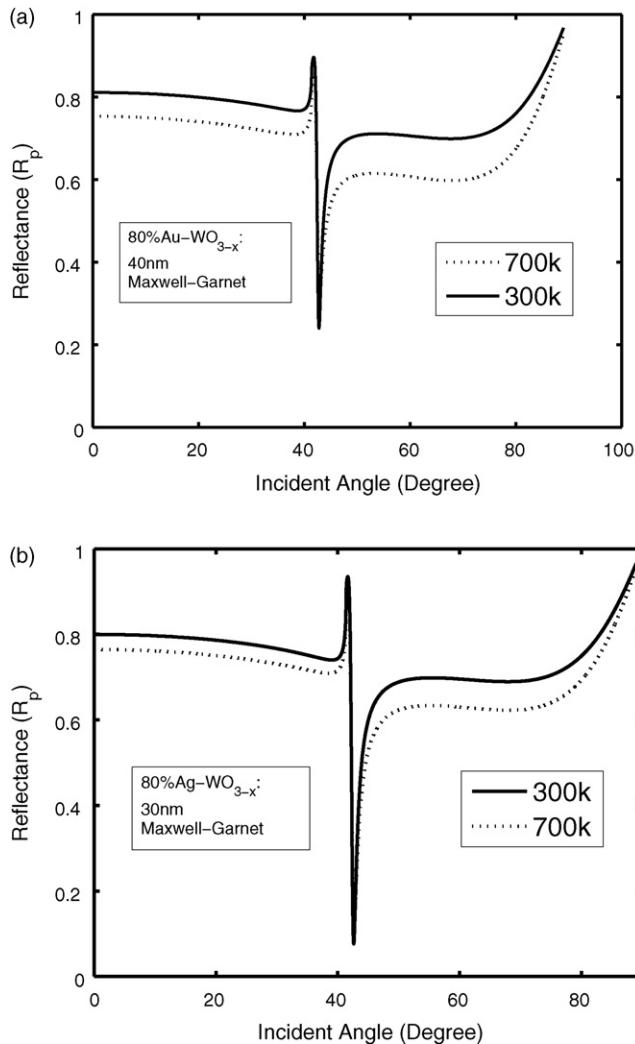 (a)
1
0.8
0.6
0.4
0.2
0
Reflectance (Rₚ)
80%Au−WO₃₋ₓ:
40nm
Maxwell−Garnet
700k
300k
0 20 40 60 80 100
Incident Angle (Degree)
(b)
1
0.8
0.6
0.4
0.2
0
Reflectance (Rₚ)
80%Ag−WO₃₋ₓ:
30nm
Maxwell−Garnet
300k
700k
0 20 40 60 80
Incident Angle (Degree)